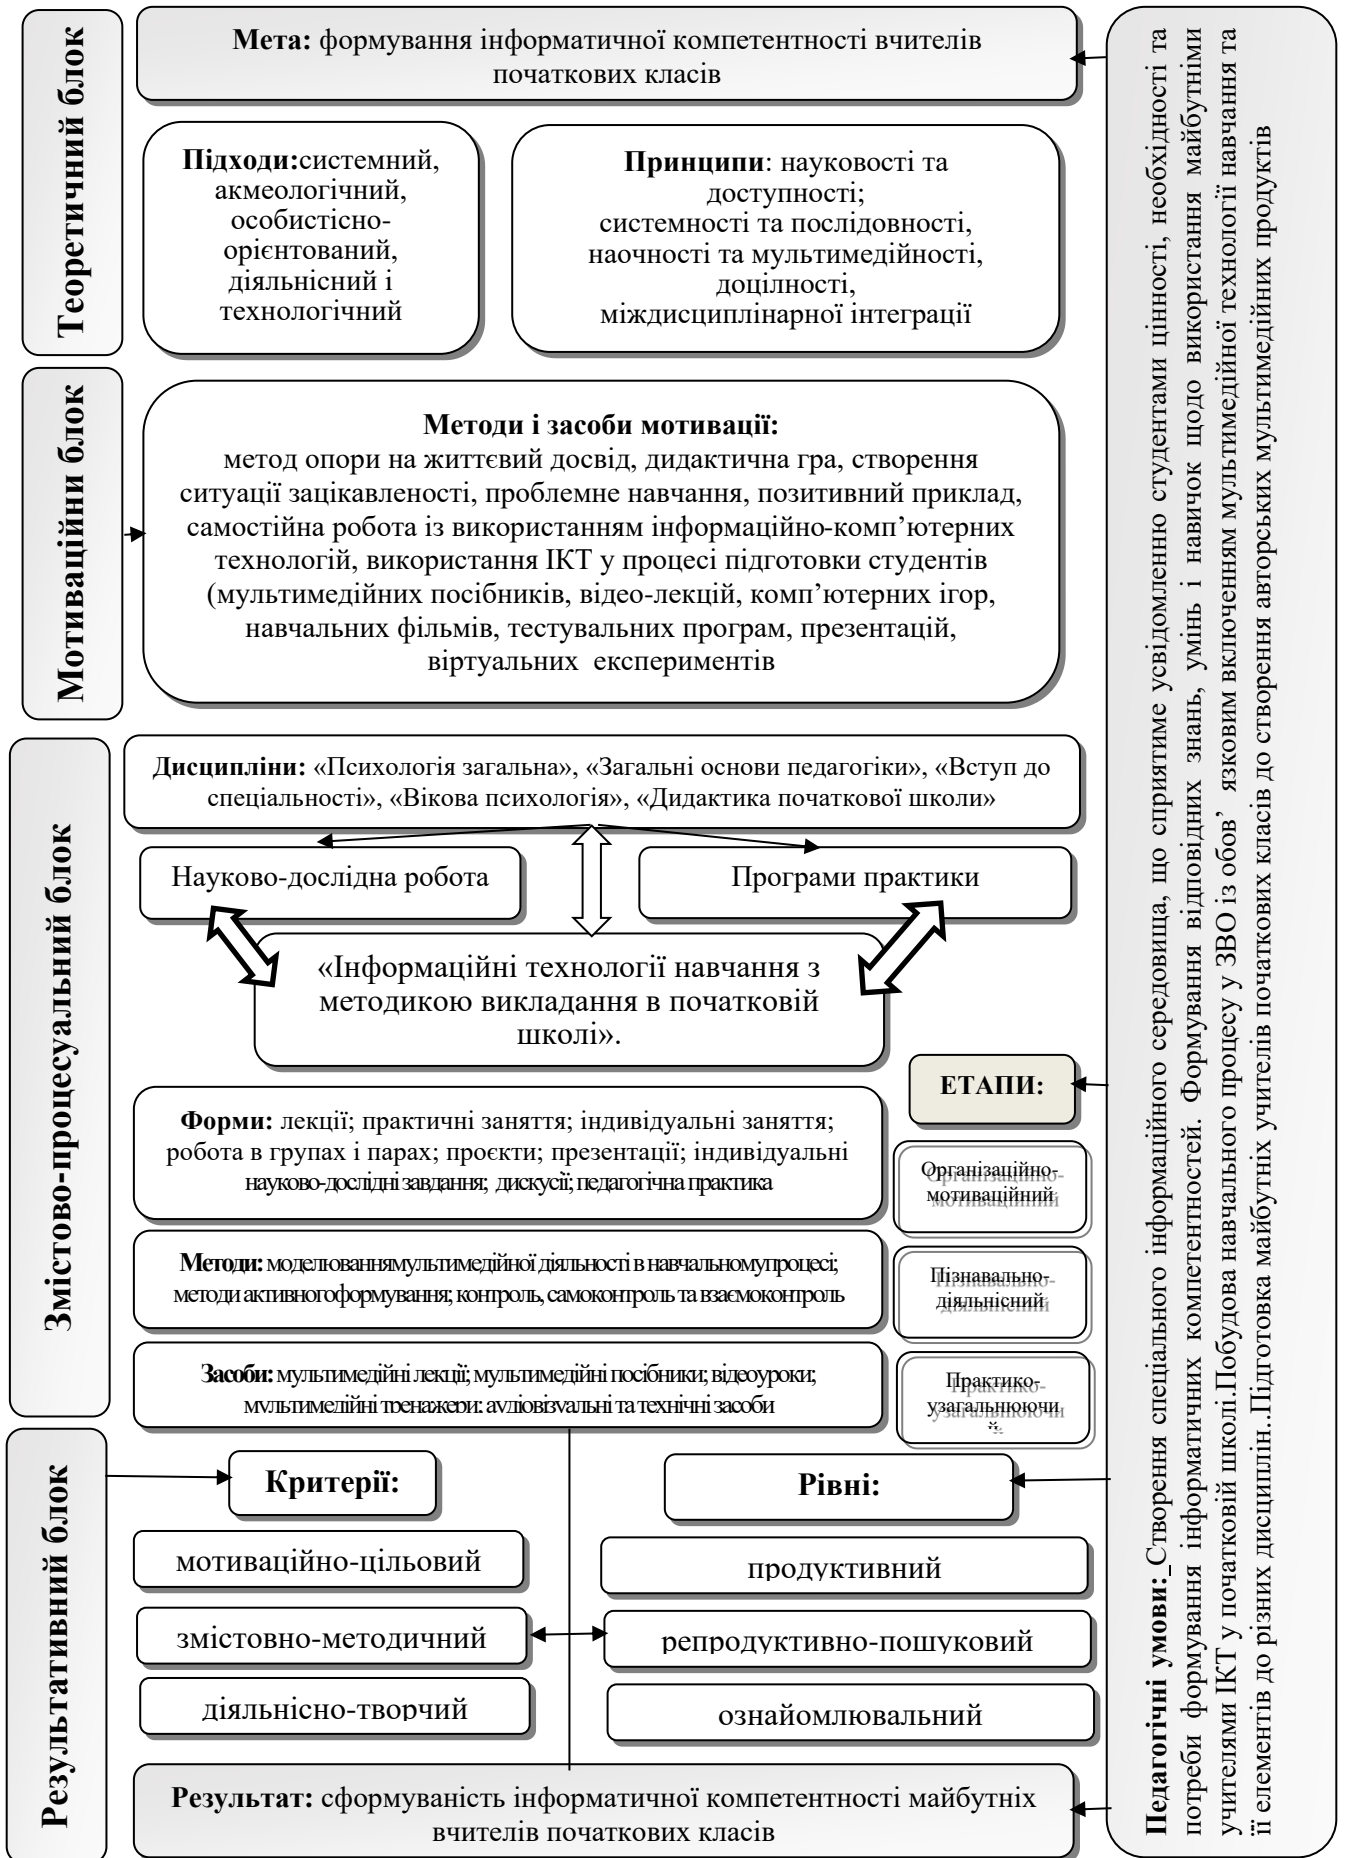 Теоретичний блок
Мета: формування інформатичної компетентності вчителів
початкових класів
Підходи:системний,
акмеологічний,
особистісно-
орієнтований,
діяльнісний і
технологічний
Принципи: науковості та
доступності;
системності та послідовності,
наочності та мультимедійності,
доцілності,
міждисциплінарної інтеграції
Мотиваційни блок
Методи і засоби мотивації:
метод опори на життєвий досвід, дидактична гра, створення
ситуації зацікавленості, проблемне навчання, позитивний приклад,
самостійна робота із використанням інформаційно-комп’ютерних
технологій, використання ІКТ у процесі підготовки студентів
(мультимедійних посібників, відео-лекцій, комп’ютерних ігор,
навчальних фільмів, тестувальних програм, презентацій,
віртуальних експериментів
Змістово-процесуальний блок
Дисципліни: «Психологія загальна», «Загальні основи педагогіки», «Вступ до
спеціальності», «Вікова психологія», «Дидактика початкової школи»
Науково-дослідна робота
Програми практики
«Інформаційні технології навчання з
методикою викладання в початковій
школі».
Форми: лекції; практичні заняття; індивідуальні заняття;
робота в групах і парах; проєкти; презентації; індивідуальні
науково-дослідні завдання; дискусії; педагогічна практика
Методи: моделюваннямультимедійної діяльності в навчальномупроцесі;
методи активногоформування; контроль, самоконтроль та взаємоконтроль
Засоби: мультимедійні лекції; мультимедійні посібники; відеоуроки;
мультимедійні тренажери; аудіовізуальні та технічні засоби
ЕТАПИ:
Організаційно-
мотиваційний
Пізнавально-
діяльнісний
Практико-
узагальнюючи
й
Результативний блок
Критерії:
мотиваційно-цільовий
змістовно-методичний
діяльнісно-творчий
Рівні:
продуктивний
репродуктивно-пошуковий
ознайомлювальний
Результат: сформуваність інформатичної компетентності майбутніх
вчителів початкових класів
Педагогічні умови: Створення спеціального інформаційного середовища, що сприятиме усвідомленню студентами цінності, необхідності та
потреби формування інформатичних компетентностей. Формування відповідних знань, умінь і навичок щодо використання майбутніми
учителями ІКТ у початковій школі.Побудова навчального процесу у ЗВО із обов’ язковим включенням мультимедійної технології навчання та
її елементів до різних дисциплін..Підготовка майбутніх учителів початкових класів до створення авторських мультимедійних продуктів